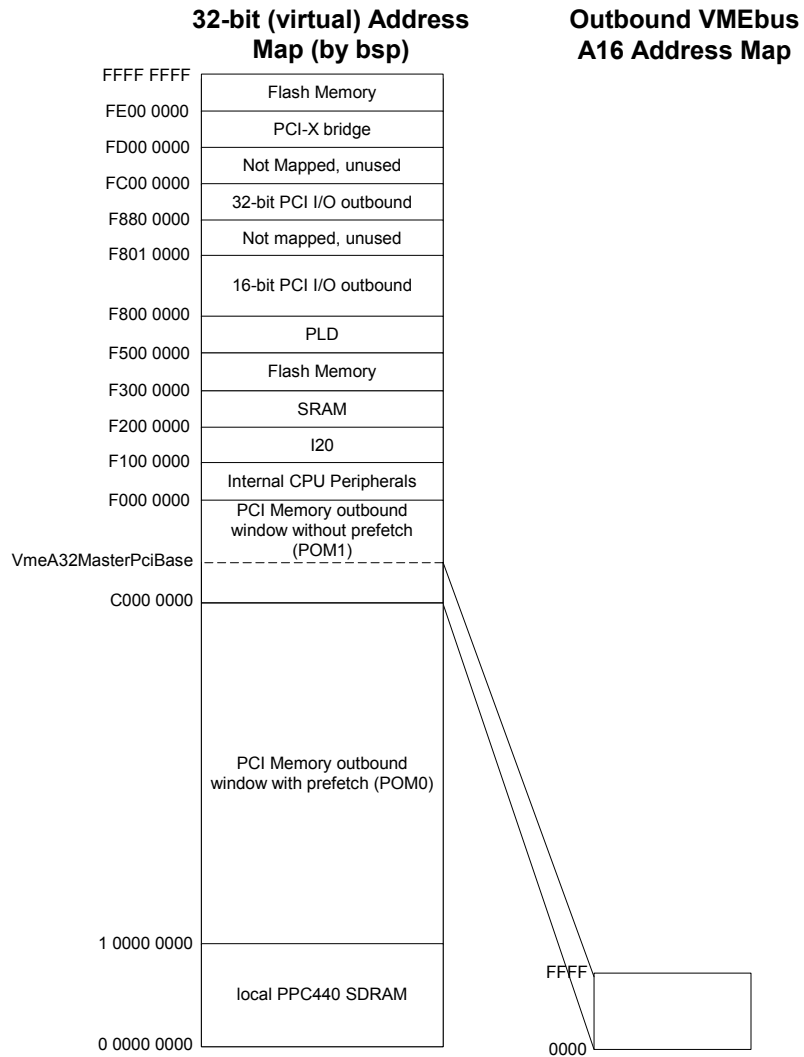 32-bit (virtual) Address
Map (by bsp)
Outbound VMEbus
A16 Address Map
FFFF FFFF
Flash Memory
FE00 0000
PCI-X bridge
FD00 0000
Not Mapped, unused
FC00 0000
32-bit PCI I/O outbound
F880 0000
Not mapped, unused
F801 0000
16-bit PCI I/O outbound
F800 0000
PLD
F500 0000
Flash Memory
F300 0000
SRAM
F200 0000
I20
F100 0000
Internal CPU Peripherals
F000 0000
PCI Memory outbound
window without prefetch
(POM1)
VmeA32MasterPciBase
C000 0000
PCI Memory outbound
window with prefetch (POM0)
1 0000 0000
FFFF
local PPC440 SDRAM
0 0000 0000
0000